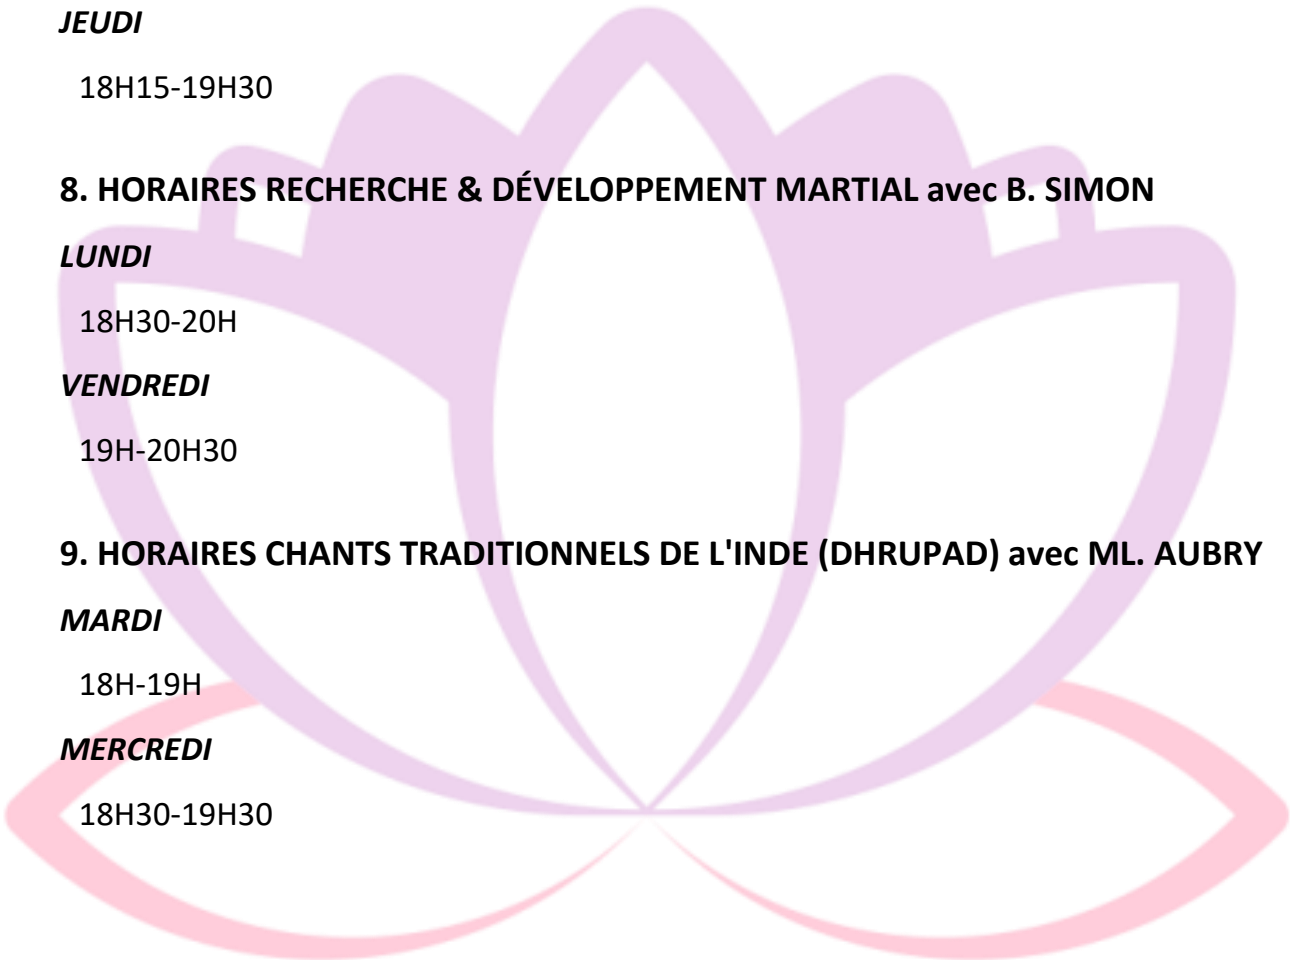 JEUDI
18H15-19H30
8. HORAIRES RECHERCHE & DÉVELOPPEMENT MARTIAL avec B. SIMON
LUNDI
18H30-20H
VENDREDI
19H-20H30
9. HORAIRES CHANTS TRADITIONNELS DE L'INDE (DHRUPAD) avec ML. AUBRY
MARDI
18H-19H
MERCREDI
18H30-19H30